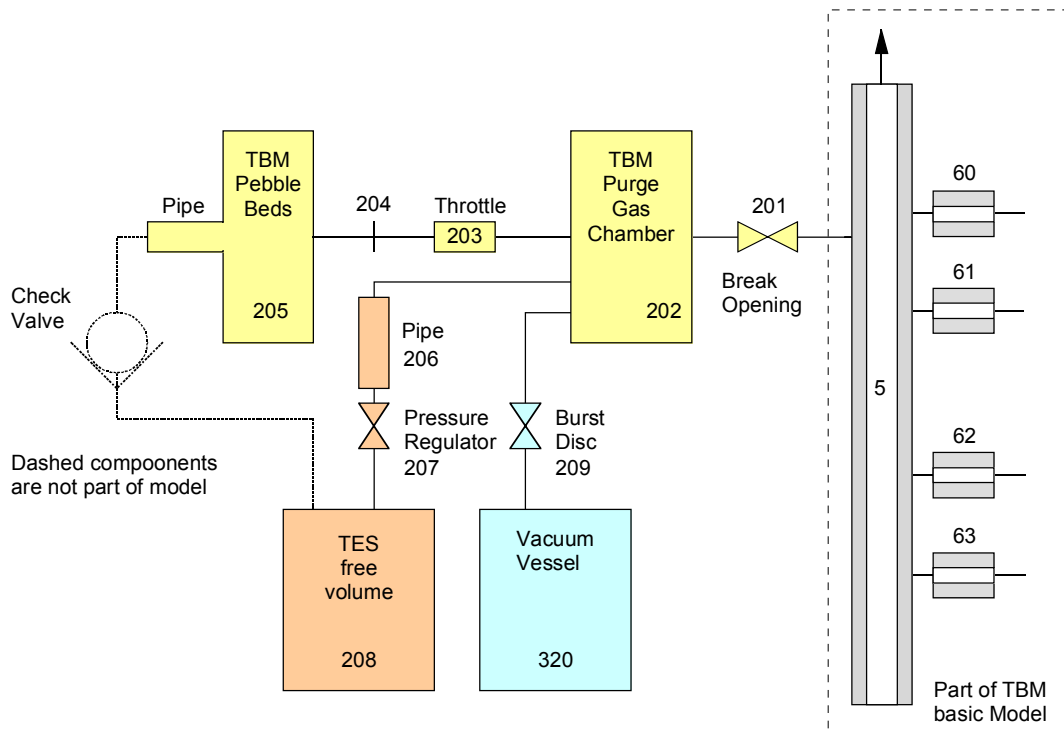 TBM
Pebble
Beds
205
Pipe
204
Throttle
203
TBM
Purge
Gas
Chamber
202
201
Break
Opening
60
61
62
63
5
Check
Valve
Pipe
206
Pressure
Regulator
207
Burst
Disc
209
Dashed compoonents
are not part of model
TES
free
volume
208
Vacuum
Vessel
320
Part of TBM
basic Model